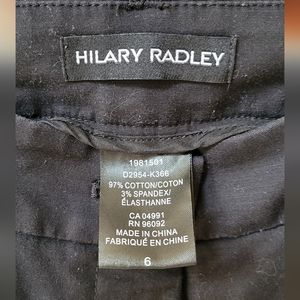 HILARY RADLEY
1981501
D2954-K366
97% COTTON/COTON
3% SPANDEX/
ÉLASTHANNE
CA 04991
RN 96092
MADE IN CHINA
FABRIQUÉ EN CHINE
6